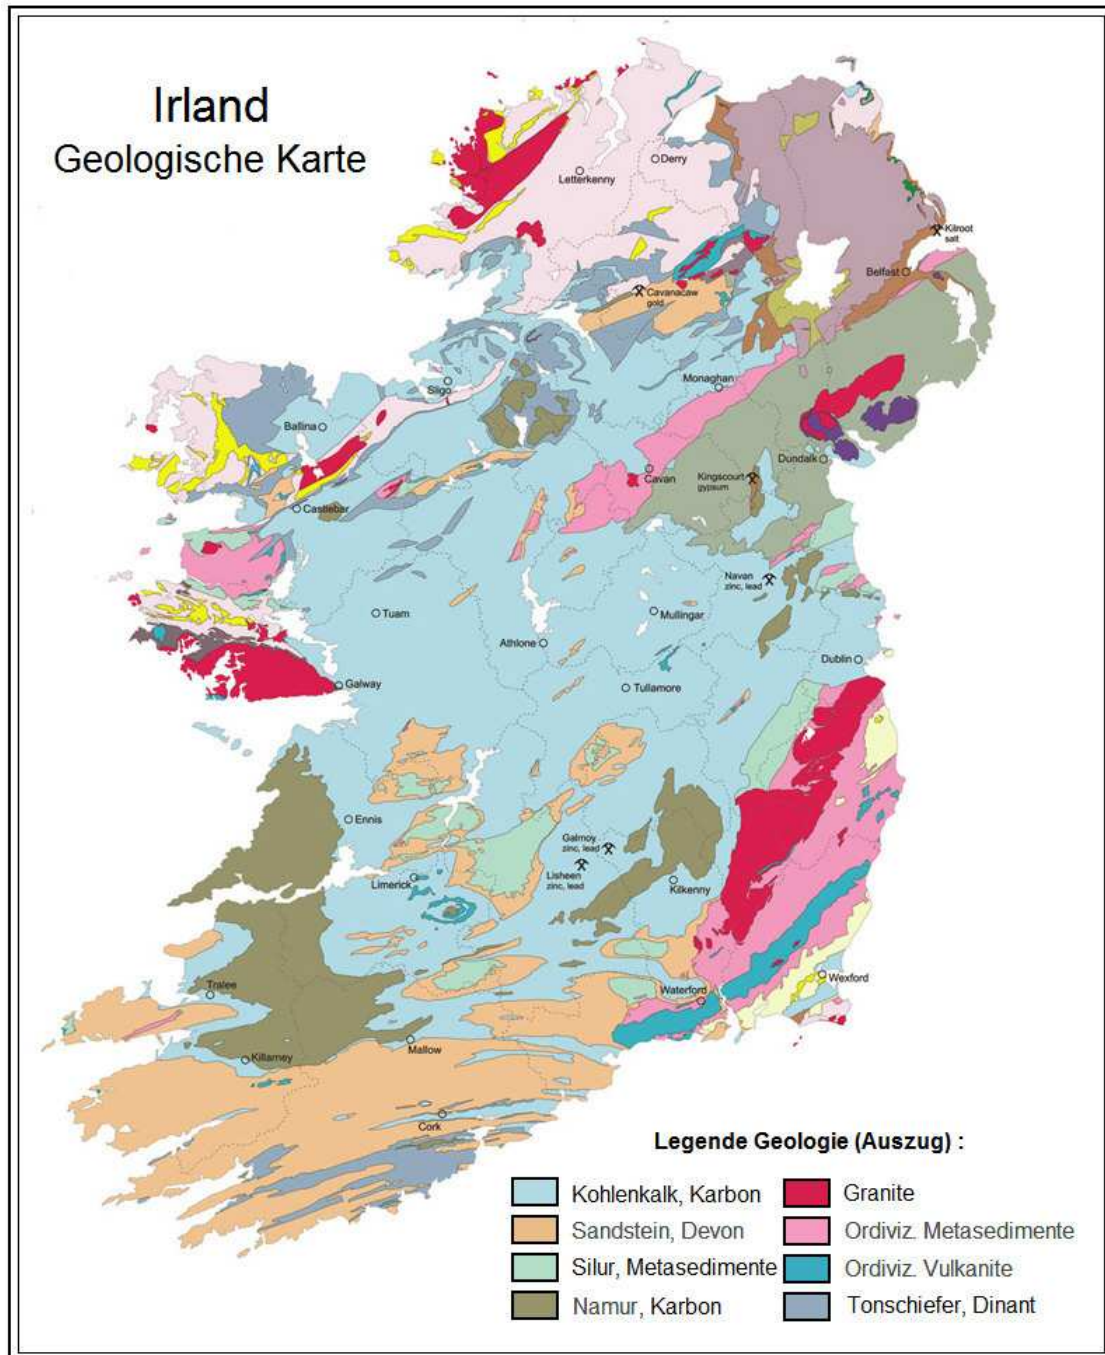 Irland
Geologische Karte
Derry
Letterkenny
Kilroot
salt
Belfast
Cavanacaw
gold
Sligo
Monaghan
Ballina
Dundalk
Cavan
Kingscourt
gypsum
Castlebar
Navan
zinc, lead
Tuam
Mullingar
Athlone
Dublin
Galway
Tullamore
Ennis
Galmoy
zinc, lead
Lisheen
zinc, lead
Limerick
Kilkenny
Wexford
Tralee
Waterford
Mallow
Killarney
Cork
Legende Geologie (Auszug) :
Kohlenkalk, Karbon
Granite
Sandstein, Devon
Ordiviz. Metasedimente
Silur, Metasedimente
Ordiviz. Vulkanite
Namur, Karbon
Tonschiefer, Dinant